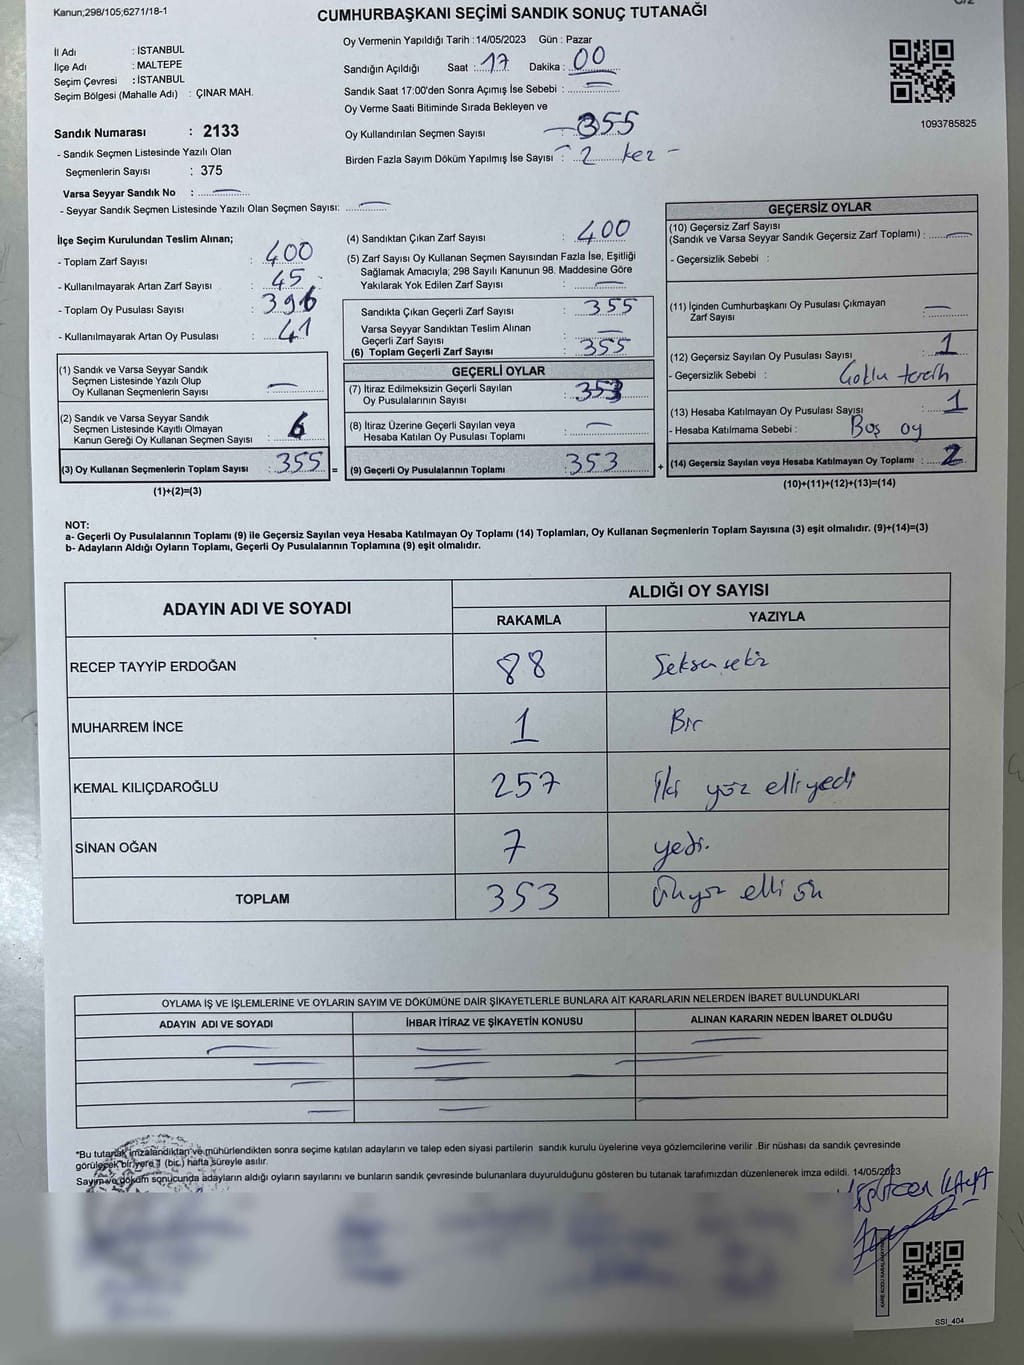 Kanun;298/105;6271/18-1
CUMHURBAŞKANI SEÇİMİ SANDIK SONUÇ TUTANAĞI
İl Adı : İSTANBUL
İlçe Adı : MALTEPE
Seçim Çevresi : İSTANBUL
Seçim Bölgesi (Mahalle Adı) : ÇINAR MAH.
Sandık Numarası : 2133
- Sandık Seçmen Listesinde Yazılı Olan
Seçmenlerin Sayısı : 375
Varsa Seyyar Sandık No :
- Seyyar Sandık Seçmen Listesinde Yazılı Olan Seçmen Sayısı:
Oy Vermenin Yapıldığı Tarih : 14/05/2023 Gün : Pazar
Sandığın Açıldığı Saat : 17 Dakika : 00
Sandık Saat 17:00'den Sonra Açımış İse Sebebi :
Oy Verme Saati Bitiminde Sırada Bekleyen ve
Oy Kullandırılan Seçmen Sayısı 355
Birden Fazla Sayım Döküm Yapılmış İse Sayısı : 2 kez -
1093785825
İlçe Seçim Kurulundan Teslim Alınan;
- Toplam Zarf Sayısı : 400
- Kullanılmayarak Artan Zarf Sayısı : 45
- Toplam Oy Pusulası Sayısı : 396
- Kullanılmayarak Artan Oy Pusulası : 41
(1) Sandık ve Varsa Seyyar Sandık
Seçmen Listesinde Yazılı Olup
Oy Kullanan Seçmenlerin Sayısı
(2) Sandık ve Varsa Seyyar Sandık
Seçmen Listesinde Kayıtlı Olmayan
Kanun Gereği Oy Kullanan Seçmen Sayısı : 6
(3) Oy Kullanan Seçmenlerin Toplam Sayısı : 355 =
(1)+(2)=(3)
(4) Sandıktan Çıkan Zarf Sayısı : 400
(5) Zarf Sayısı Oy Kullanan Seçmen Sayısından Fazla İse, Eşitliği
Sağlamak Amacıyla; 298 Sayılı Kanunun 98. Maddesine Göre
Yakılarak Yok Edilen Zarf Sayısı :
Sandıkta Çıkan Geçerli Zarf Sayısı : 355
Varsa Seyyar Sandıktan Teslim Alınan
Geçerli Zarf Sayısı :
(6) Toplam Geçerli Zarf Sayısı : 355
GEÇERLİ OYLAR
(7) İtiraz Edilmeksizin Geçerli Sayılan
Oy Pusulalarının Sayısı : 353
(8) İtiraz Üzerine Geçerli Sayılan veya
Hesaba Katılan Oy Pusulası Toplamı :
(9) Geçerli Oy Pusulalarının Toplamı : 353 +
GEÇERSİZ OYLAR
(10) Geçersiz Zarf Sayısı
(Sandık ve Varsa Seyyar Sandık Geçersiz Zarf Toplamı) :
- Geçersizlik Sebebi :
(11) İçinden Cumhurbaşkanı Oy Pusulası Çıkmayan
Zarf Sayısı :
(12) Geçersiz Sayılan Oy Pusulası Sayısı : 1
- Geçersizlik Sebebi : Çoklu tercih
(13) Hesaba Katılmayan Oy Pusulası Sayısı : 1
- Hesaba Katılmama Sebebi : Boş oy
(14) Geçersiz Sayılan veya Hesaba Katılmayan Oy Toplamı : 2
(10)+(11)+(12)+(13)=(14)
NOT:
a- Geçerli Oy Pusulalarının Toplamı (9) ile Geçersiz Sayılan veya Hesaba Katılmayan Oy Toplamı (14) Toplamları, Oy Kullanan Seçmenlerin Toplam Sayısına (3) eşit olmalıdır. (9)+(14)=(3)
b- Adayların Aldığı Oyların Toplamı, Geçerli Oy Pusulalarının Toplamına (9) eşit olmalıdır.
ADAYIN ADI VE SOYADI
ALDIĞI OY SAYISI
RAKAMLA YAZIYLA
RECEP TAYYİP ERDOĞAN 88 Seksen sekiz
MUHARREM İNCE 1 Bir
KEMAL KILIÇDAROĞLU 257 İki yüz elli yedi
SİNAN OĞAN 7 yedi.
TOPLAM 353 Üçyüz elli üç
OYLAMA İŞ VE İŞLEMLERİNE VE OYLARIN SAYIM VE DÖKÜMÜNE DAİR ŞİKAYETLERLE BUNLARA AİT KARARLARIN NELERDEN İBARET BULUNDUKLARI
ADAYIN ADI VE SOYADI İHBAR İTİRAZ VE ŞİKAYETİN KONUSU ALINAN KARARIN NEDEN İBARET OLDUĞU
*Bu tutanak imzalandıktan ve mühürlendikten sonra seçime katılan adayların ve talep eden siyasi partilerin sandık kurulu üyelerine veya gözlemcilerine verilir .Bir nüshası da sandık çevresinde
görülecek bir yere 1 (bir) hafta süreyle asılır.
Sayım ve döküm sonucunda adayların aldığı oyların sayılarını ve bunların sandık çevresinde bulunanlara duyurulduğunu gösteren bu tutanak tarafımızdan düzenlenerek imza edildi. 14/05/2023
KAYA
SSI_404